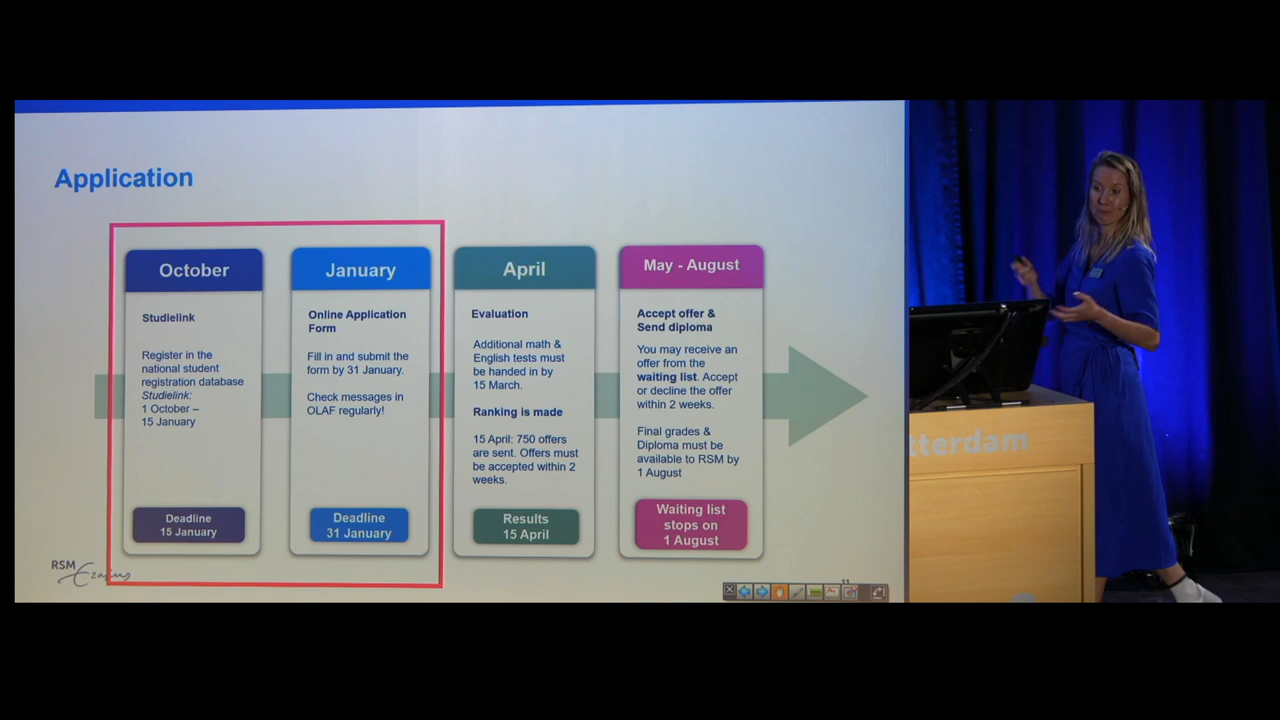 Application
October
Studielink
Register in the
national student
registration database
Studielink:
1 October –
15 January
Deadline
15 January
January
Online Application
Form
Fill in and submit the
form by 31 January.
Check messages in
OLAF regularly!
Deadline
31 January
April
Evaluation
Additional math &
English tests must
be handed in by
15 March.
Ranking is made
15 April: 750 offers
are sent. Offers must
be accepted within 2
weeks.
Results
15 April
May - August
Accept offer &
Send diploma
You may receive an
offer from the
waiting list. Accept
or decline the offer
within 2 weeks.
Final grades &
Diploma must be
available to RSM by
1 August
Waiting list
stops on
1 August
RSM
Erasmus
tterdam